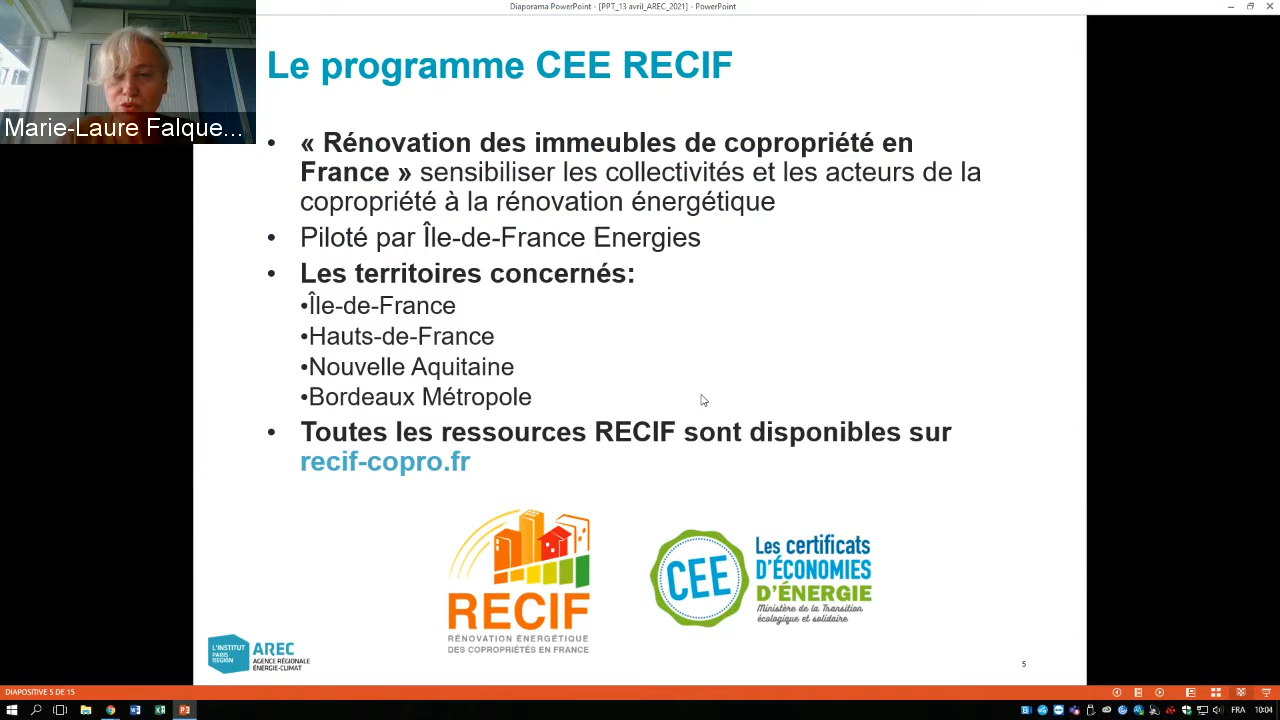 Diaporama PowerPoint - [PPT_13 avril_AREC_2021] - PowerPoint
Le programme CEE RECIF
Marie-Laure Falque...
• « Rénovation des immeubles de copropriété en
France » sensibiliser les collectivités et les acteurs de la
copropriété à la rénovation énergétique
• Piloté par Île-de-France Energies
• Les territoires concernés:
•Île-de-France
•Hauts-de-France
•Nouvelle Aquitaine
•Bordeaux Métropole
• Toutes les ressources RECIF sont disponibles sur
recif-copro.fr
RECIF
RÉNOVATION ÉNERGÉTIQUE
DES COPROPRIÉTÉS EN FRANCE
CEE
Les certificats
D'ÉCONOMIES
D'ÉNERGIE
Ministère de la Transition
écologique et solidaire
L'INSTITUT
PARIS
REGION
AREC
AGENCE RÉGIONALE
ÉNERGIE-CLIMAT
5
DIAPOSITIVE 5 DE 15
FRA
10:04